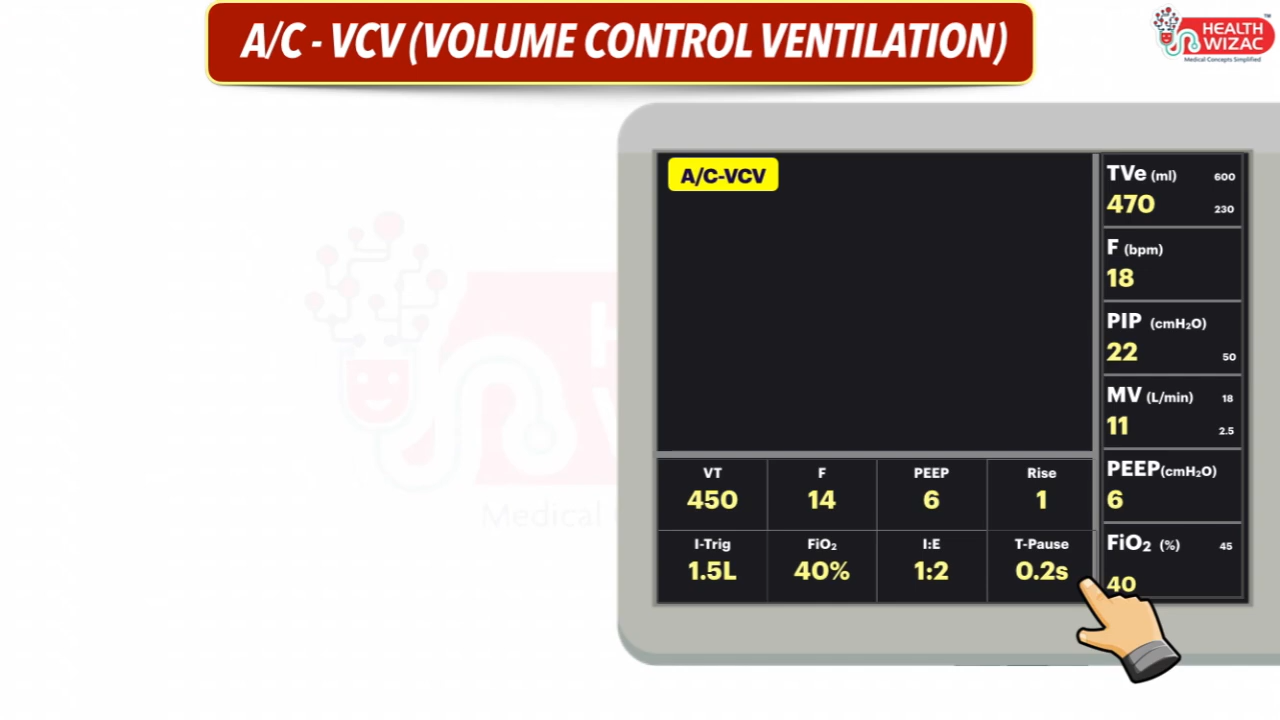 A/C - VCV (VOLUME CONTROL VENTILATION)
HEALTH
WIZAC
TM
Medical Concepts Simplified
A/C-VCV
TVe (ml) 600
470 230
F (bpm)
18
PIP (cmH₂O)
22 50
MV (L/min) 18
11 2.5
PEEP(cmH₂O)
6
FiO₂ (%) 45
40
VT F PEEP Rise
450 14 6 1
I-Trig FiO₂ I:E T-Pause
1.5L 40% 1:2 0.2s
Medical